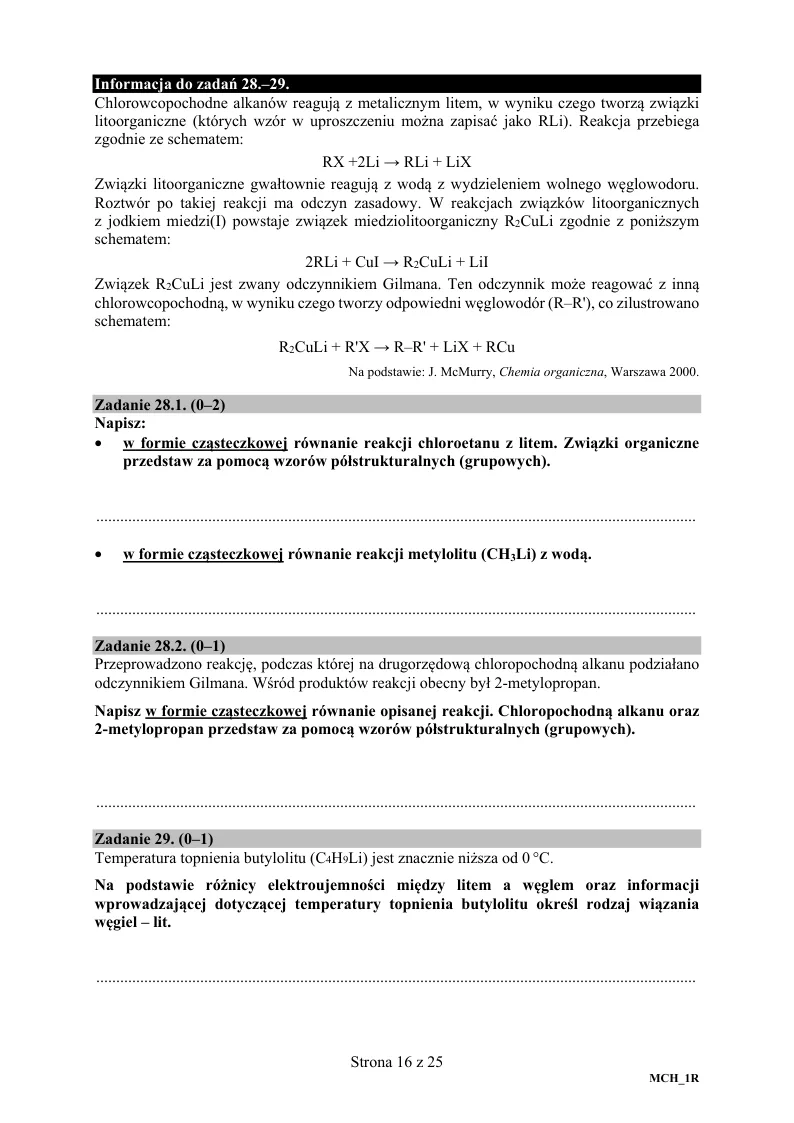 Informacja do zadań 28.–29.
Chlorowcopochodne alkanów reagują z metalicznym litem, w wyniku czego tworzą związki
litoorganiczne (których wzór w uproszczeniu można zapisać jako RLi). Reakcja przebiega
zgodnie ze schematem:
RX +2Li → RLi + LiX
Związki litoorganiczne gwałtownie reagują z wodą z wydzieleniem wolnego węglowodoru.
Roztwór po takiej reakcji ma odczyn zasadowy. W reakcjach związków litoorganicznych
z jodkiem miedzi(I) powstaje związek miedziolitoorganiczny R₂CuLi zgodnie z poniższym
schematem:
2RLi + CuI → R₂CuLi + LiI
Związek R₂CuLi jest zwany odczynnikiem Gilmana. Ten odczynnik może reagować z inną
chlorowcopochodną, w wyniku czego tworzy odpowiedni węglowodór (R–R'), co zilustrowano
schematem:
R₂CuLi + R'X → R–R' + LiX + RCu
Na podstawie: J. McMurry, Chemia organiczna, Warszawa 2000.
Zadanie 28.1. (0–2)
Napisz:
• w formie cząsteczkowej równanie reakcji chloroetanu z litem. Związki organiczne
przedstaw za pomocą wzorów półstrukturalnych (grupowych).
................................................................................
• w formie cząsteczkowej równanie reakcji metylolitu (CH₃Li) z wodą.
................................................................................
Zadanie 28.2. (0–1)
Przeprowadzono reakcję, podczas której na drugorzędową chloropochodną alkanu podziałano
odczynnikiem Gilmana. Wśród produktów reakcji obecny był 2-metylopropan.
Napisz w formie cząsteczkowej równanie opisanej reakcji. Chloropochodną alkanu oraz
2-metylopropan przedstaw za pomocą wzorów półstrukturalnych (grupowych).
................................................................................
Zadanie 29. (0–1)
Temperatura topnienia butylolitu (C₄H₉Li) jest znacznie niższa od 0 °C.
Na podstawie różnicy elektroujemności między litem a węglem oraz informacji
wprowadzającej dotyczącej temperatury topnienia butylolitu określ rodzaj wiązania
węgiel – lit.
................................................................................
Strona 16 z 25
MCH_1R